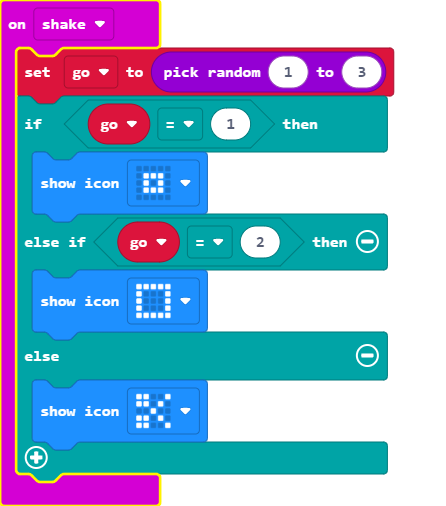 on shake
set go to pick random 1 to 3
if go = 1 then
show icon
else if go = 2 then
show icon
else
show icon